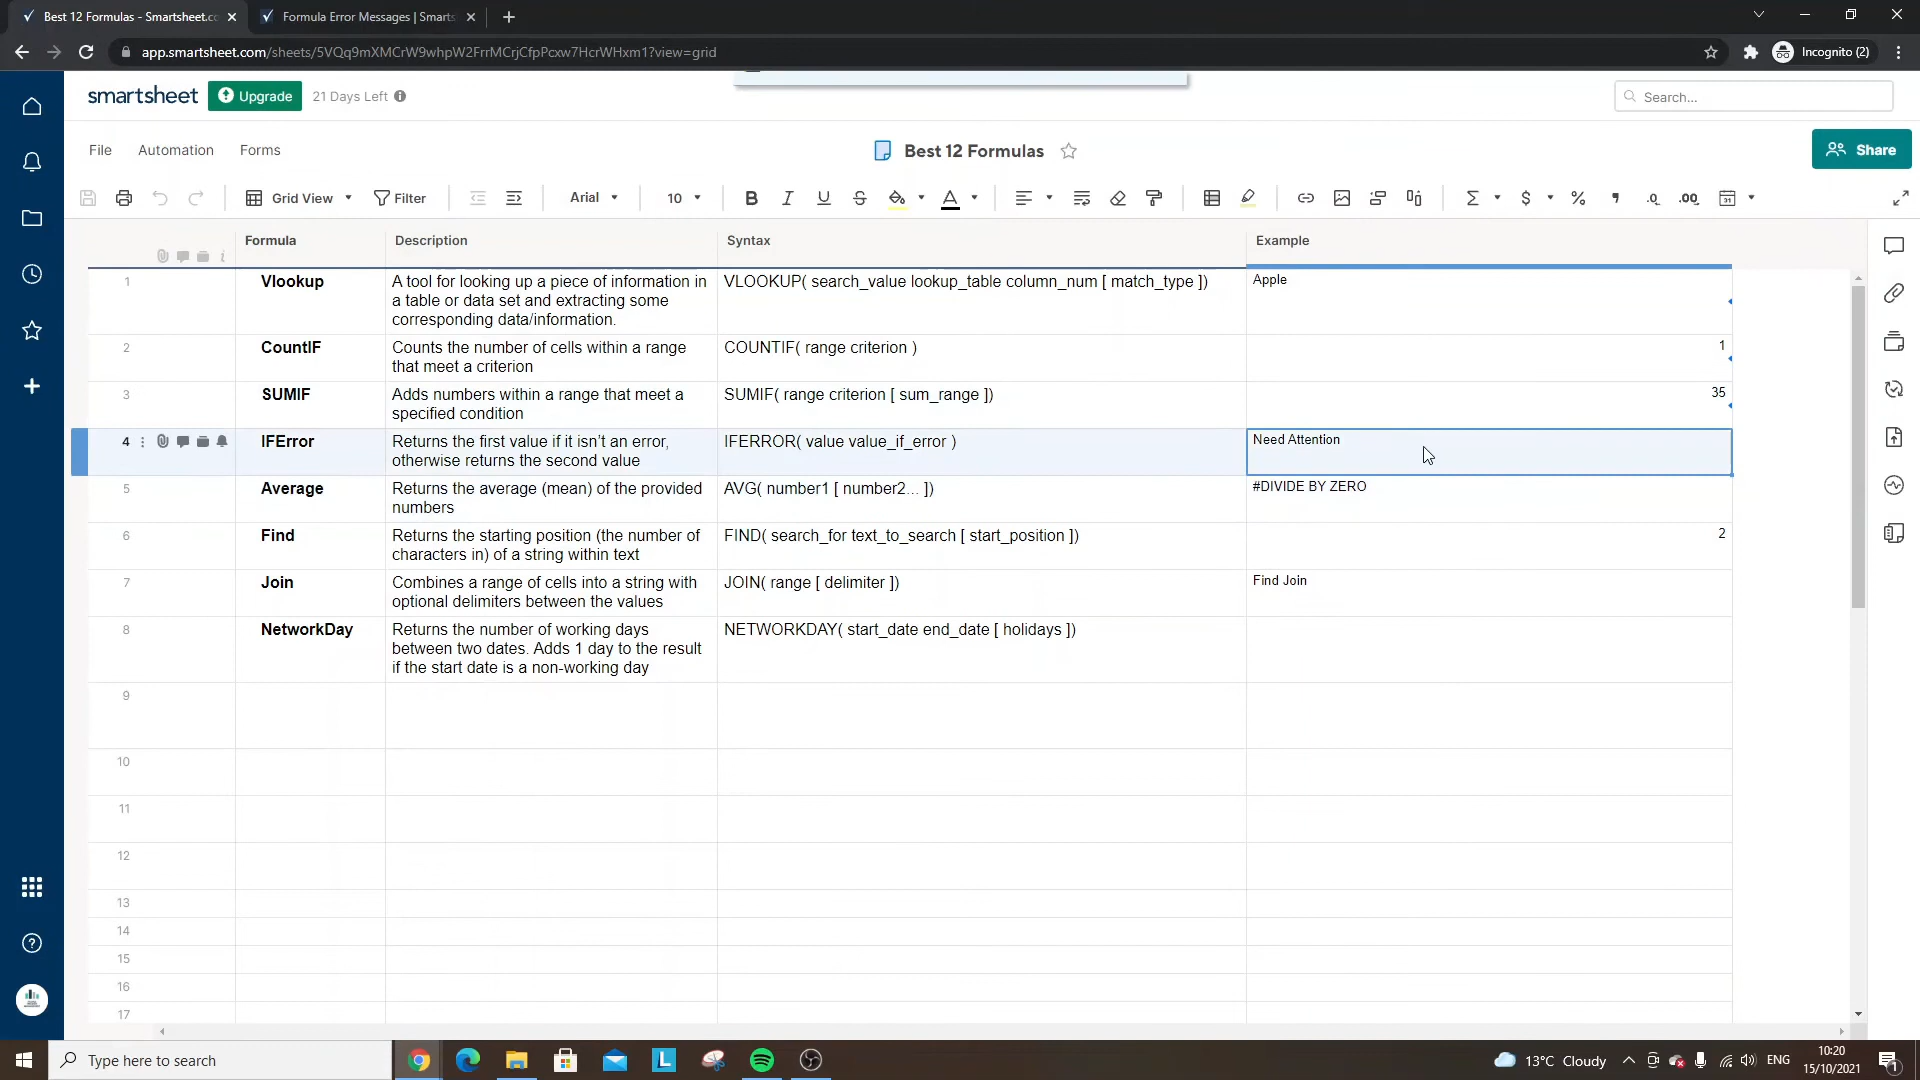 Best 12 Formulas - Smartsheet.co
Formula Error Messages | Smarts
app.smartsheet.com/sheets/5VQq9mXMCrW9whpW2FrrMCrjCfpPcxw7HcrWHxm1?view=grid
Incognito (2)
smartsheet
Upgrade
21 Days Left
Search...
File
Automation
Forms
Best 12 Formulas
Share
Grid View
Filter
Arial
10
B
I
U
S
A
Σ
$
%
.0
.00
31
Formula
Description
Syntax
Example
1
Vlookup
A tool for looking up a piece of information in
a table or data set and extracting some
corresponding data/information.
VLOOKUP( search_value lookup_table column_num [ match_type ])
Apple
2
CountIF
Counts the number of cells within a range
that meet a criterion
COUNTIF( range criterion )
1
3
SUMIF
Adds numbers within a range that meet a
specified condition
SUMIF( range criterion [ sum_range ])
35
4
IFError
Returns the first value if it isn’t an error,
otherwise returns the second value
IFERROR( value value_if_error )
Need Attention
5
Average
Returns the average (mean) of the provided
numbers
AVG( number1 [ number2... ])
#DIVIDE BY ZERO
6
Find
Returns the starting position (the number of
characters in) of a string within text
FIND( search_for text_to_search [ start_position ])
2
7
Join
Combines a range of cells into a string with
optional delimiters between the values
JOIN( range [ delimiter ])
Find Join
8
NetworkDay
Returns the number of working days
between two dates. Adds 1 day to the result
if the start date is a non-working day
NETWORKDAY( start_date end_date [ holidays ])
9
10
11
12
13
14
15
16
17
Type here to search
L
13°C Cloudy
ENG
10:20
15/10/2021
1